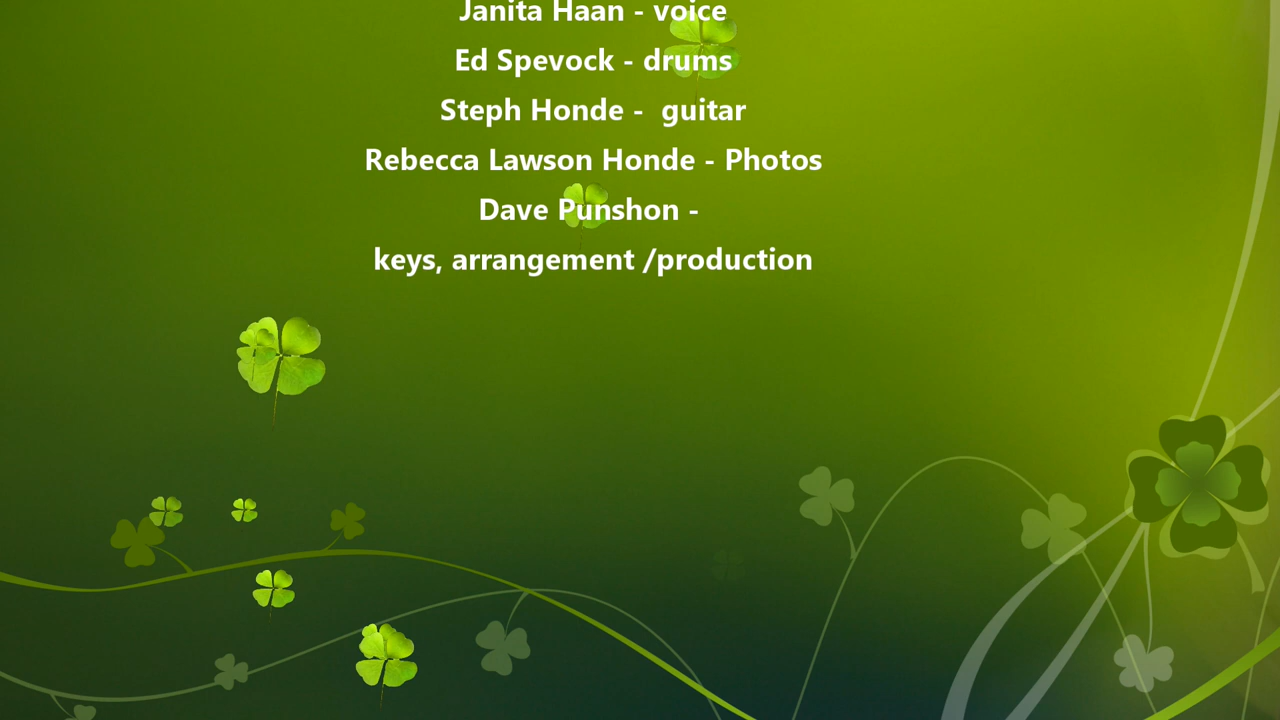 Janita Haan - voice
Ed Spevock - drums
Steph Honde -  guitar
Rebecca Lawson Honde - Photos
Dave Punshon -
keys, arrangement /production